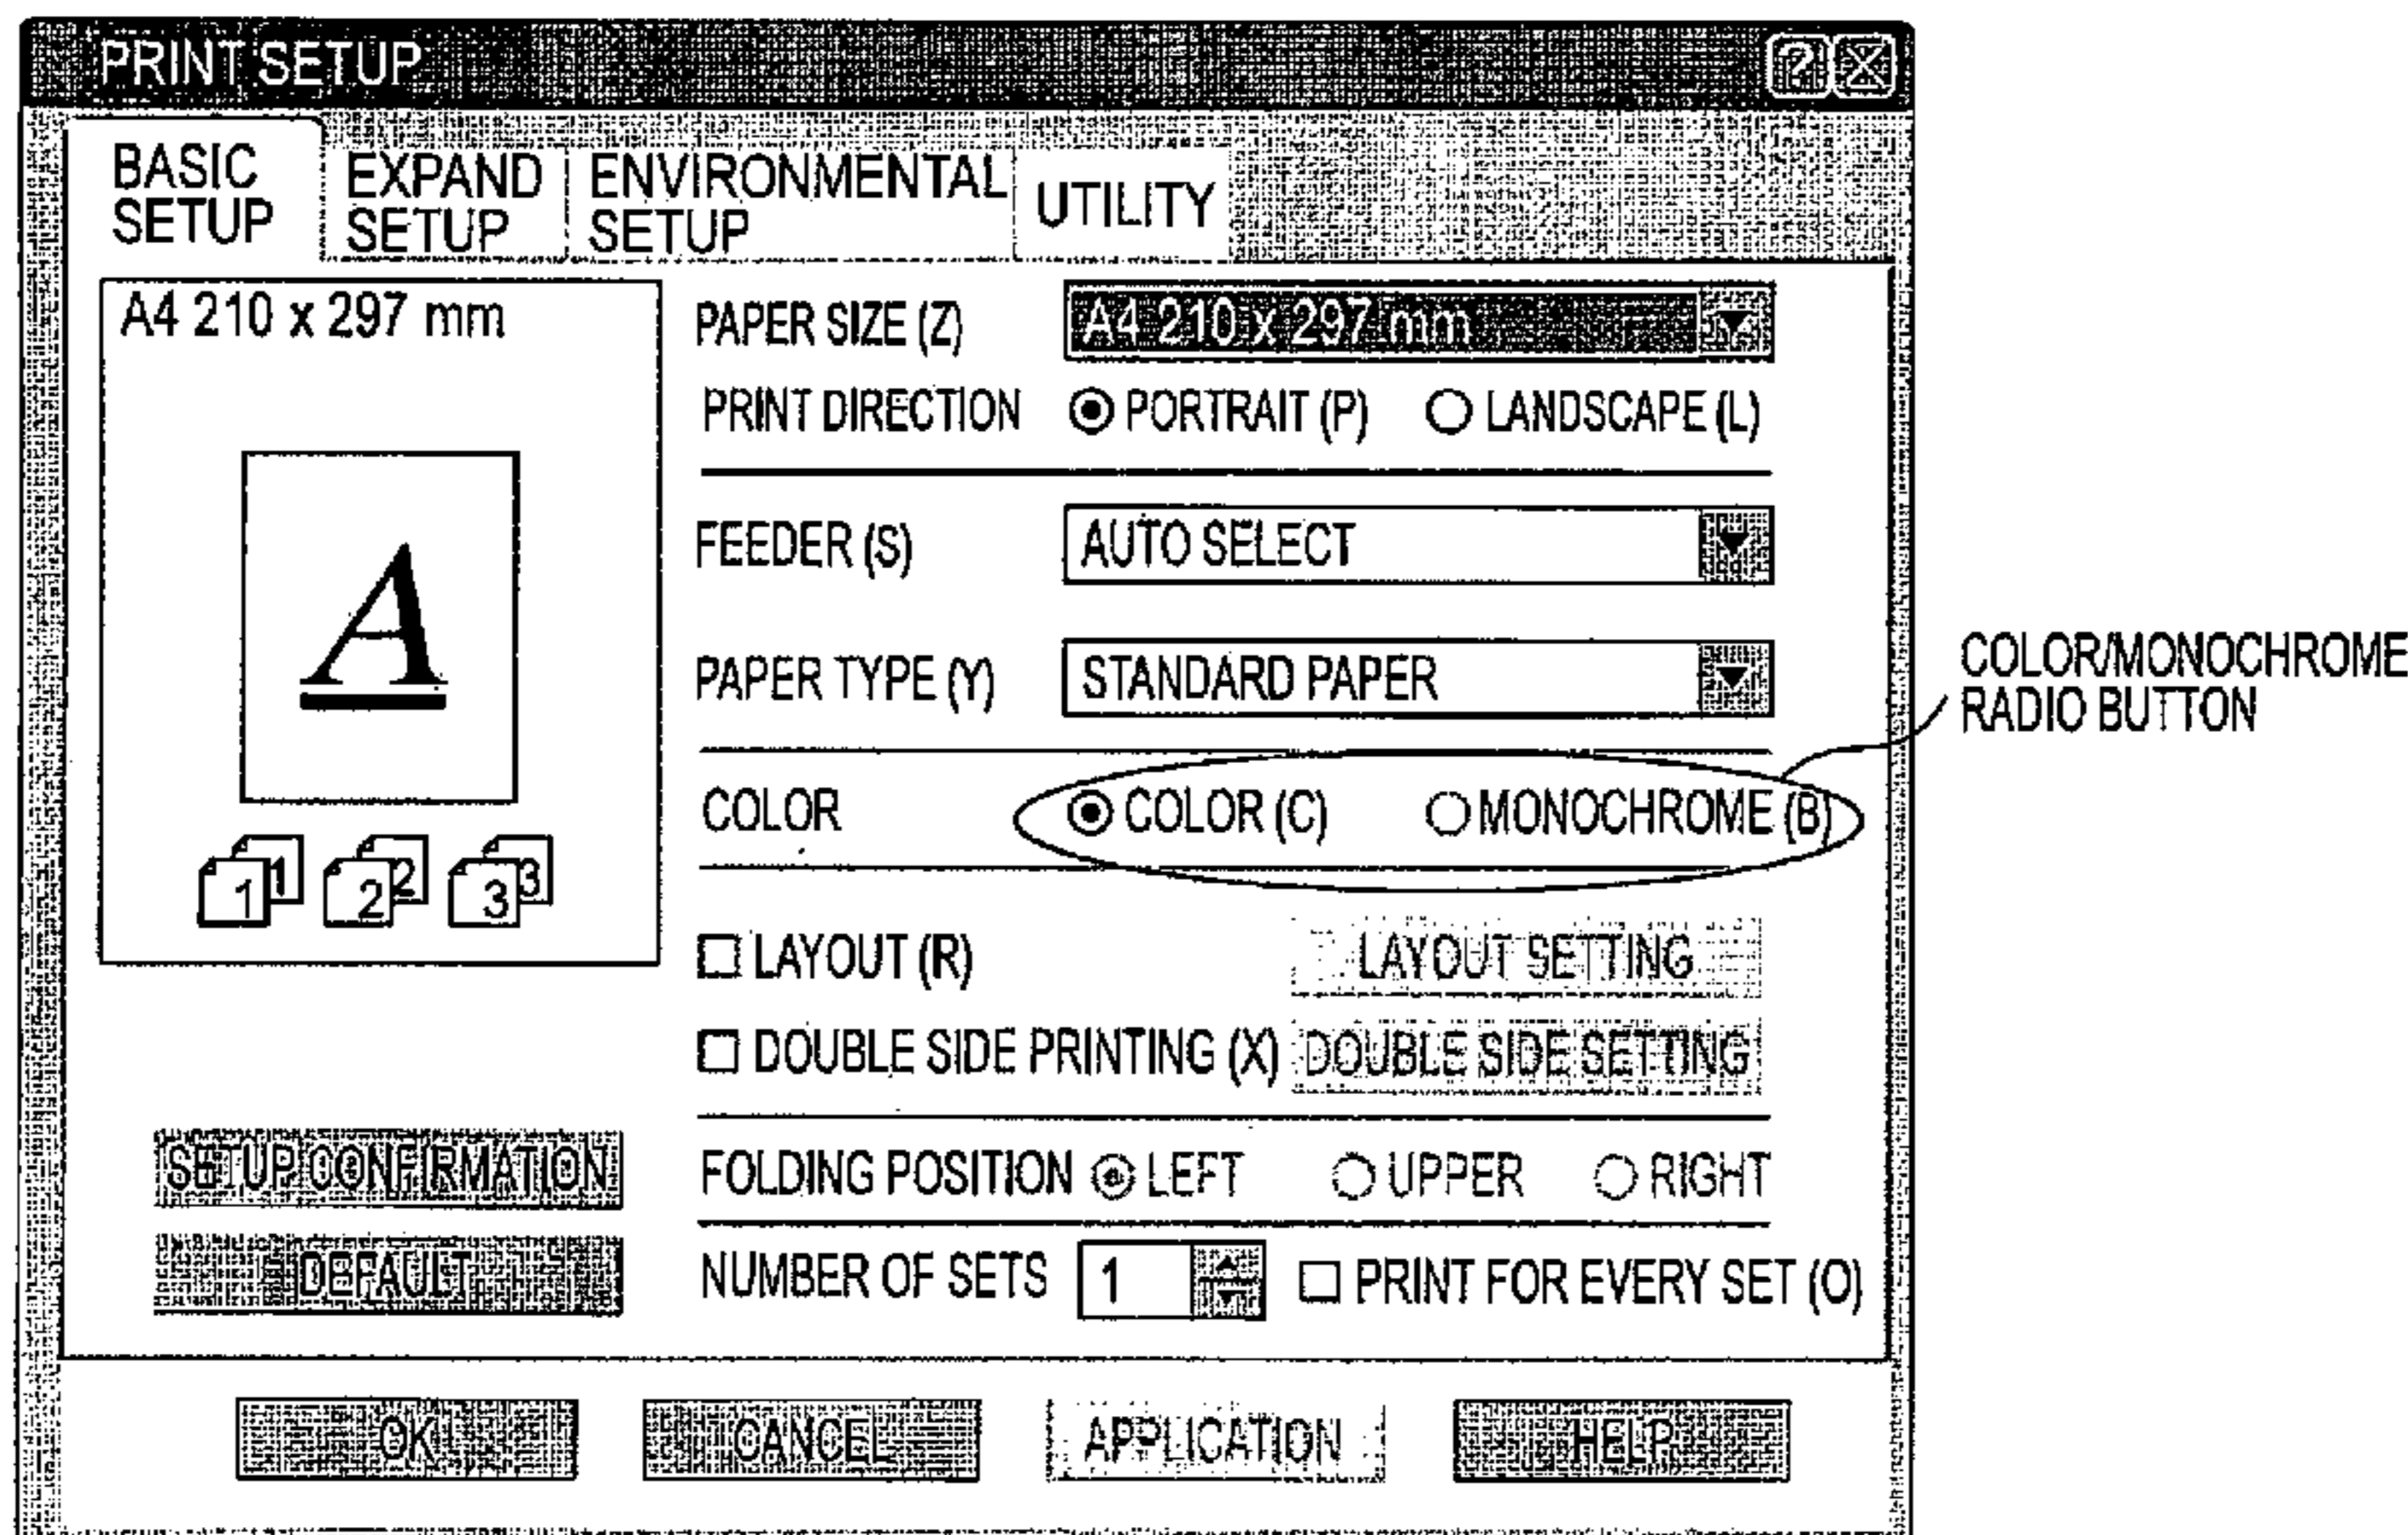 PRINT SETUP
?
BASIC SETUP
EXPAND SETUP
ENVIRONMENTAL SETUP
UTILITY
A4 210 x 297 mm
A
1 1 2 2 3 3
SETUP CONFIRMATION
DEFAULT
PAPER SIZE (Z) A4 210 x 297 mm
PRINT DIRECTION PORTRAIT (P) LANDSCAPE (L)
FEEDER (S) AUTO SELECT
PAPER TYPE (Y) STANDARD PAPER
COLOR COLOR (C) MONOCHROME (B)
LAYOUT (R) LAYOUT SETTING
DOUBLE SIDE PRINTING (X) DOUBLE SIDE SETTING
FOLDING POSITION LEFT UPPER RIGHT
NUMBER OF SETS 1 PRINT FOR EVERY SET (O)
OK CANCEL APPLICATION HELP
COLOR/MONOCHROME
RADIO BUTTON